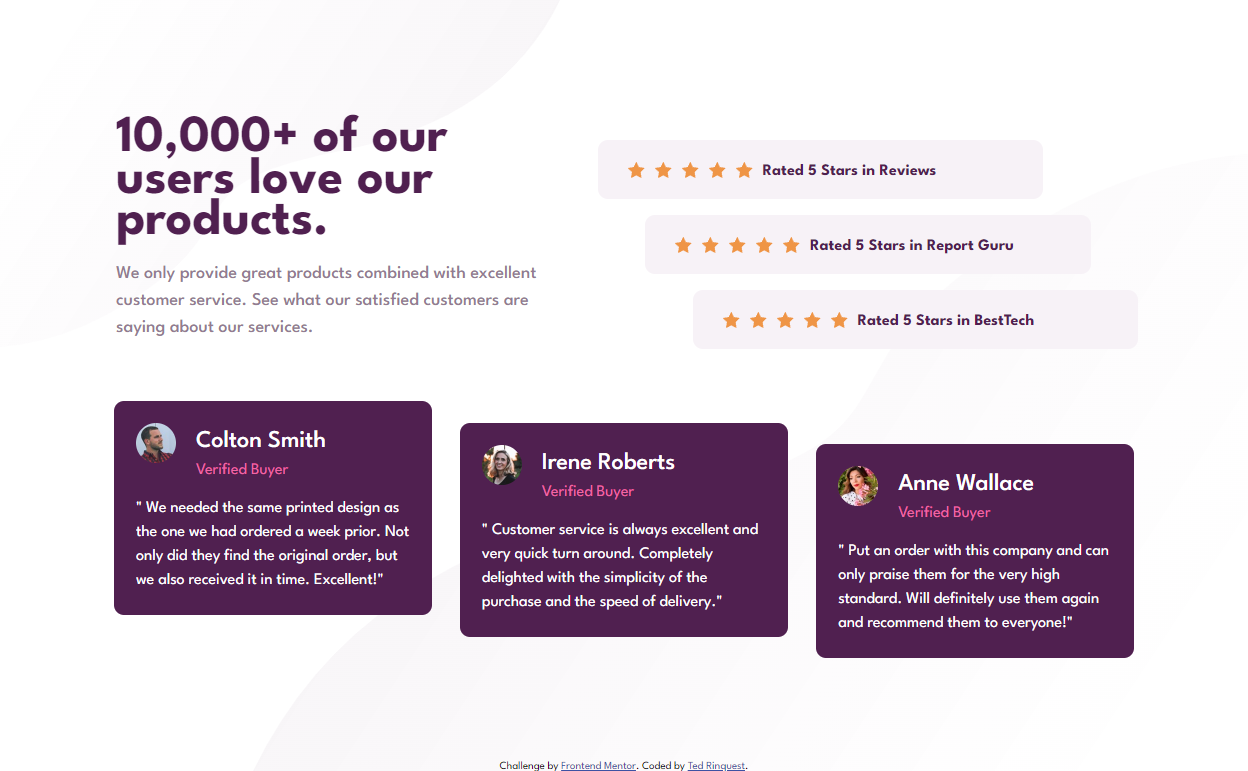 10,000+ of our
users love our
products.
We only provide great products combined with excellent
customer service. See what our satisfied customers are
saying about our services.
Rated 5 Stars in Reviews
Rated 5 Stars in Report Guru
Rated 5 Stars in BestTech
Colton Smith
Verified Buyer
" We needed the same printed design as
the one we had ordered a week prior. Not
only did they find the original order, but
we also received it in time. Excellent!"
Irene Roberts
Verified Buyer
" Customer service is always excellent and
very quick turn around. Completely
delighted with the simplicity of the
purchase and the speed of delivery."
Anne Wallace
Verified Buyer
" Put an order with this company and can
only praise them for the very high
standard. Will definitely use them again
and recommend them to everyone!"
Challenge by Frontend Mentor. Coded by Ted Rinquest.